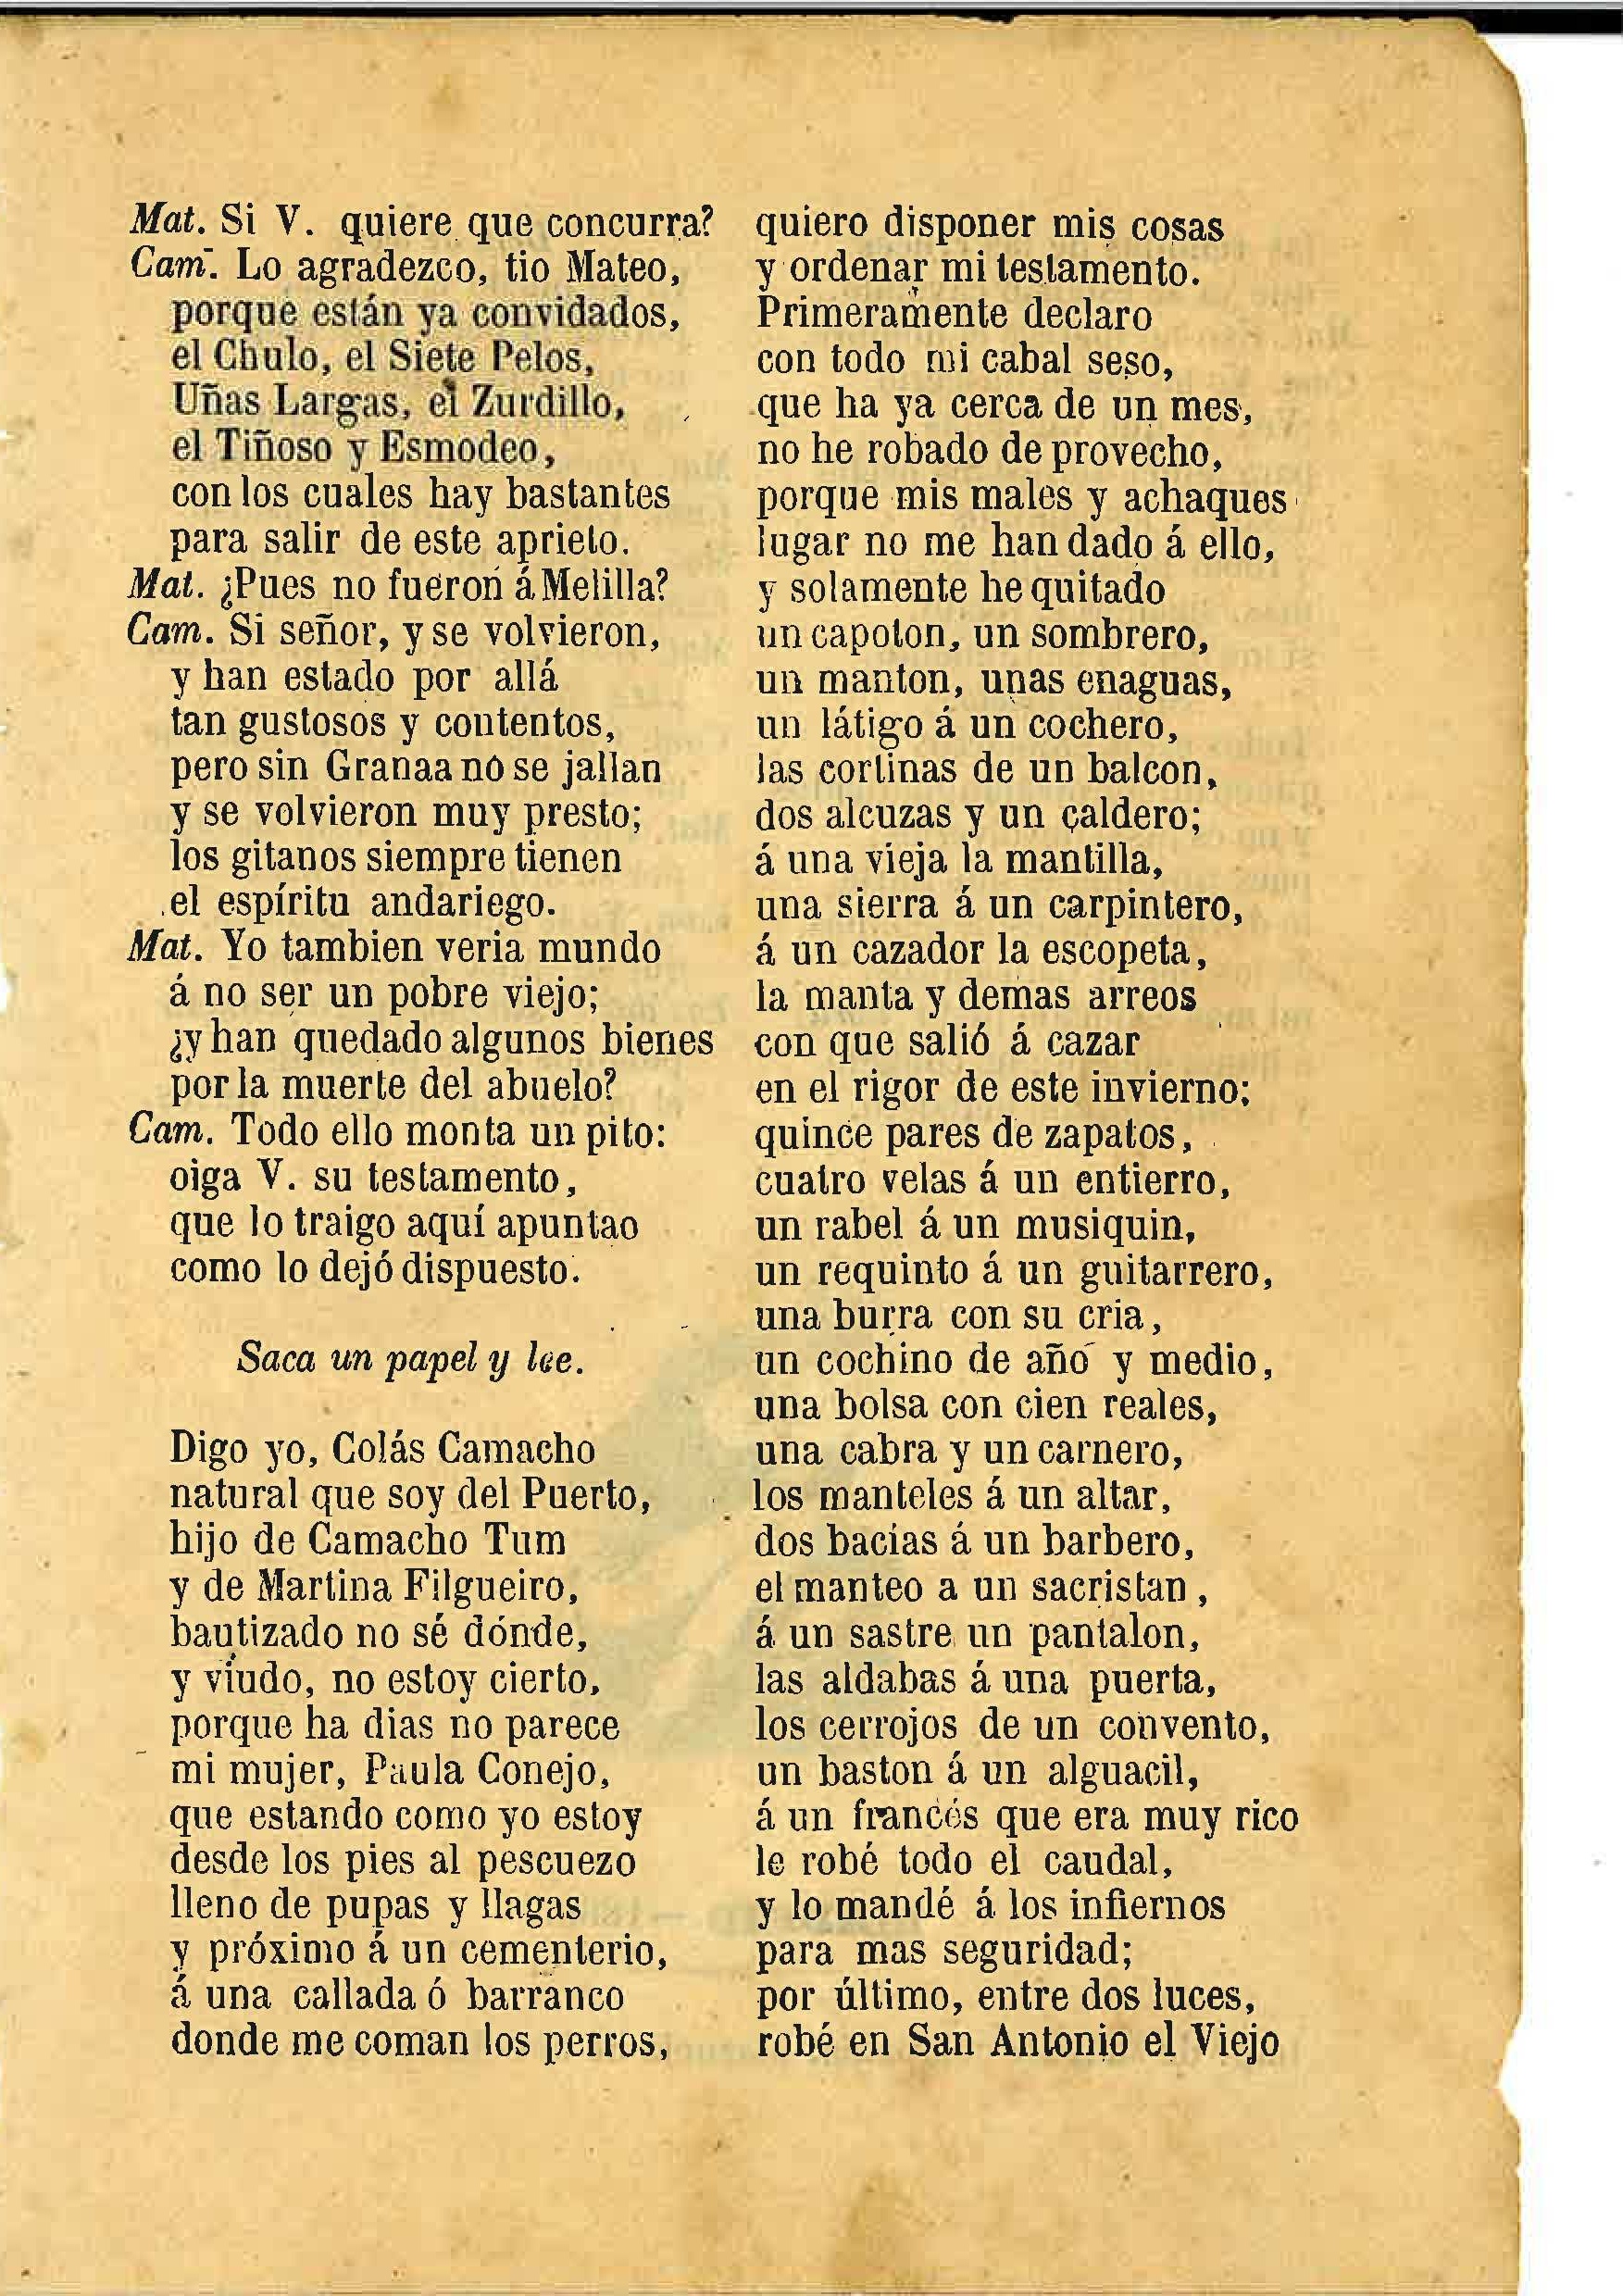 Mat. Si V. quiere que concurra?
Cam. Lo agradezco, tio Mateo,
porque están ya convidados,
el Chulo, el Siete Pelos,
Uñas Largas, el Zurdillo,
el Tiñoso y Esmodeo,
con los cuales hay bastantes
para salir de este aprieto.
Mat. ¿Pues no fueron á Melilla?
Cam. Si señor, y se volvieron,
y han estado por allá
tan gustosos y contentos,
pero sin Granaa no se jallan
y se volvieron muy presto;
los gitanos siempre tienen
el espíritu andariego.
Mat. Yo tambien veria mundo
á no ser un pobre viejo;
¿y han quedado algunos bienes
por la muerte del abuelo?
Cam. Todo ello monta un pito:
oiga V. su testamento,
que lo traigo aquí apuntao
como lo dejó dispuesto.
Saca un papel y lee.
Digo yo, Colás Camacho
natural que soy del Puerto,
hijo de Camacho Tum
y de Martina Filgueiro,
bautizado no sé dónde,
y viudo, no estoy cierto,
porque ha dias no parece
mi mujer, Paula Conejo,
que estando como yo estoy
desde los pies al pescuezo
lleno de pupas y llagas
y próximo á un cementerio,
á una callada ó barranco
donde me coman los perros,
quiero disponer mis cosas
y ordenar mi testamento.
Primeramente declaro
con todo mi cabal seso,
que ha ya cerca de un mes,
no he robado de provecho,
porque mis males y achaques
lugar no me han dado á ello,
y solamente he quitado
un capoton, un sombrero,
un manton, unas enaguas,
un látigo á un cochero,
las cortinas de un balcon,
dos alcuzas y un caldero;
á una vieja la mantilla,
una sierra á un carpintero,
á un cazador la escopeta,
la manta y demas arreos
con que salió á cazar
en el rigor de este invierno;
quince pares de zapatos,
cuatro velas á un entierro,
un rabel á un musiquin,
un requinto á un guitarrero,
una burra con su cria,
un cochino de año y medio,
una bolsa con cien reales,
una cabra y un carnero,
los manteles á un altar,
dos bacias á un barbero,
el manteo a un sacristan,
á un sastre un pantalon,
las aldabas á una puerta,
los cerrojos de un convento,
un baston á un alguacil,
á un francés que era muy rico
le robé todo el caudal,
y lo mandé á los infiernos
para mas seguridad;
por último, entre dos luces,
robé en San Antonio el Viejo